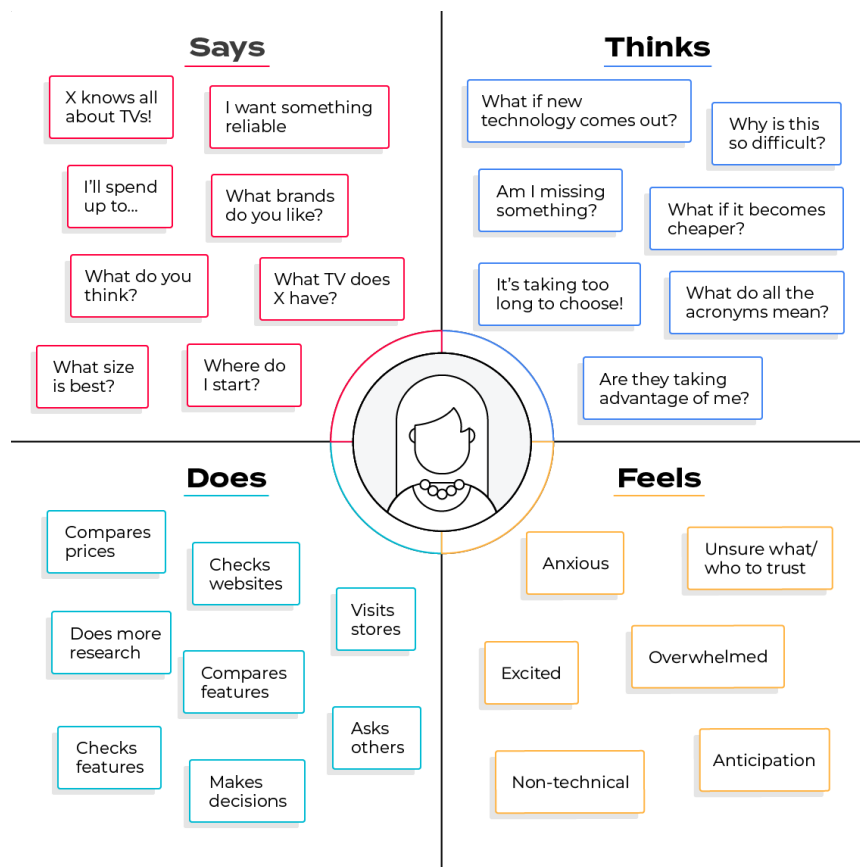 Says
X knows all
about TVs!
I want something
reliable
I’ll spend
up to...
What brands
do you like?
What do you
think?
What TV does
X have?
What size
is best?
Where do
I start?
Thinks
What if new
technology comes out?
Why is this
so difficult?
Am I missing
something?
What if it becomes
cheaper?
It’s taking too
long to choose!
What do all the
acronyms mean?
Are they taking
advantage of me?
Does
Compares
prices
Checks
websites
Visits
stores
Does more
research
Compares
features
Asks
others
Checks
features
Makes
decisions
Feels
Anxious
Unsure what/
who to trust
Excited
Overwhelmed
Non-technical
Anticipation